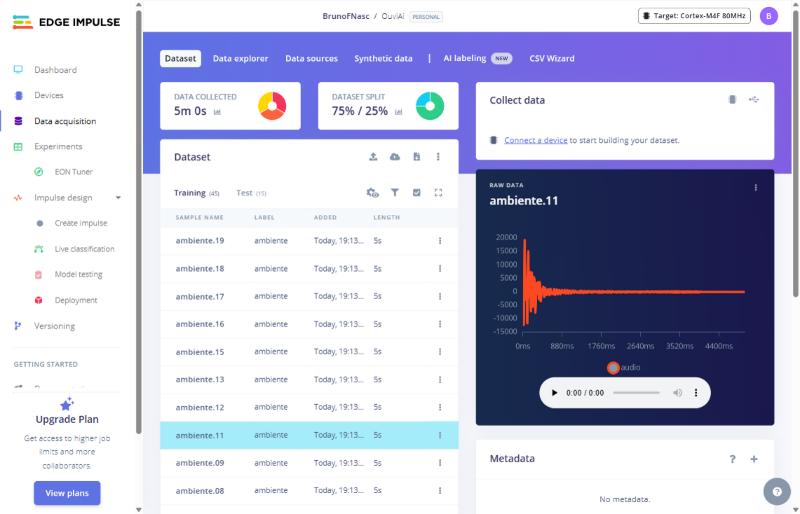 EDGE IMPULSE
BrunoFNasc / OuviAI PERSONAL
Target: Cortex-M4F 80MHz
B
Dashboard
Devices
Data acquisition
Experiments
EON Tuner
Impulse design
Create impulse
Live classification
Model testing
Deployment
Versioning
GETTING STARTED
Upgrade Plan
Get access to higher job
limits and more
collaborators.
View plans
Dataset Data explorer Data sources Synthetic data | AI labeling NEW CSV Wizard
DATA COLLECTED
5m 0s
DATASET SPLIT
75% / 25%
Collect data
Connect a device to start building your dataset.
Dataset
Training (45) Test (15)
SAMPLE NAME LABEL ADDED LENGTH
ambiente.19 ambiente Today, 19:13... 5s
ambiente.18 ambiente Today, 19:13... 5s
ambiente.17 ambiente Today, 19:13... 5s
ambiente.16 ambiente Today, 19:13... 5s
ambiente.15 ambiente Today, 19:13... 5s
ambiente.13 ambiente Today, 19:13... 5s
ambiente.12 ambiente Today, 19:13... 5s
ambiente.11 ambiente Today, 19:13... 5s
ambiente.09 ambiente Today, 19:13... 5s
ambiente.08 ambiente Today, 19:13... 5s
RAW DATA
ambiente.11
20000
15000
10000
5000
0
-5000
-10000
-15000
0ms 880ms 1760ms 2640ms 3520ms 4400ms
audio
0:00 / 0:00
Metadata
?
+
No metadata.
?